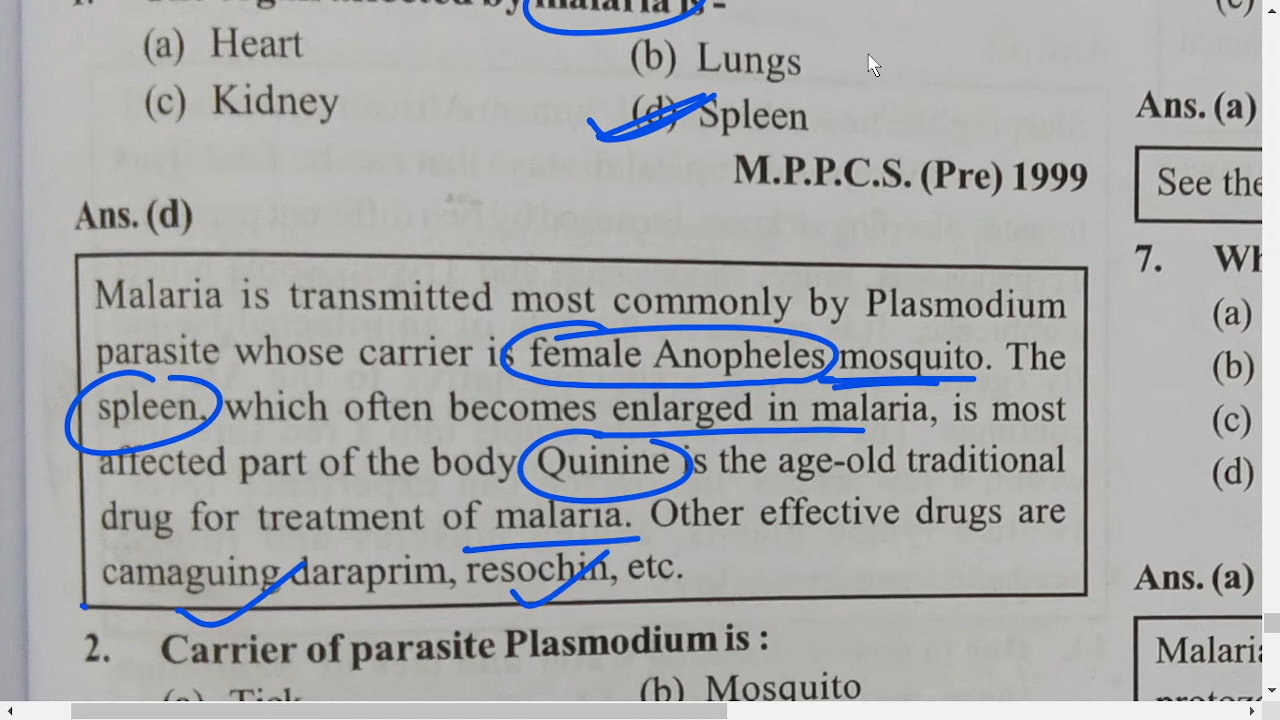 malaria is -
(a) Heart
(b) Lungs
(c) Kidney
(d) Spleen
M.P.P.C.S. (Pre) 1999
Ans. (d)
Malaria is transmitted most commonly by Plasmodium
parasite whose carrier is female Anopheles mosquito. The
spleen, which often becomes enlarged in malaria, is most
affected part of the body. Quinine is the age-old traditional
drug for treatment of malaria. Other effective drugs are
camaguing daraprim, resochin, etc.
2. Carrier of parasite Plasmodium is :
(b) Mosquito
Ans. (a)
See the
7.
(a)
(b)
(c)
(d)
Ans. (a)